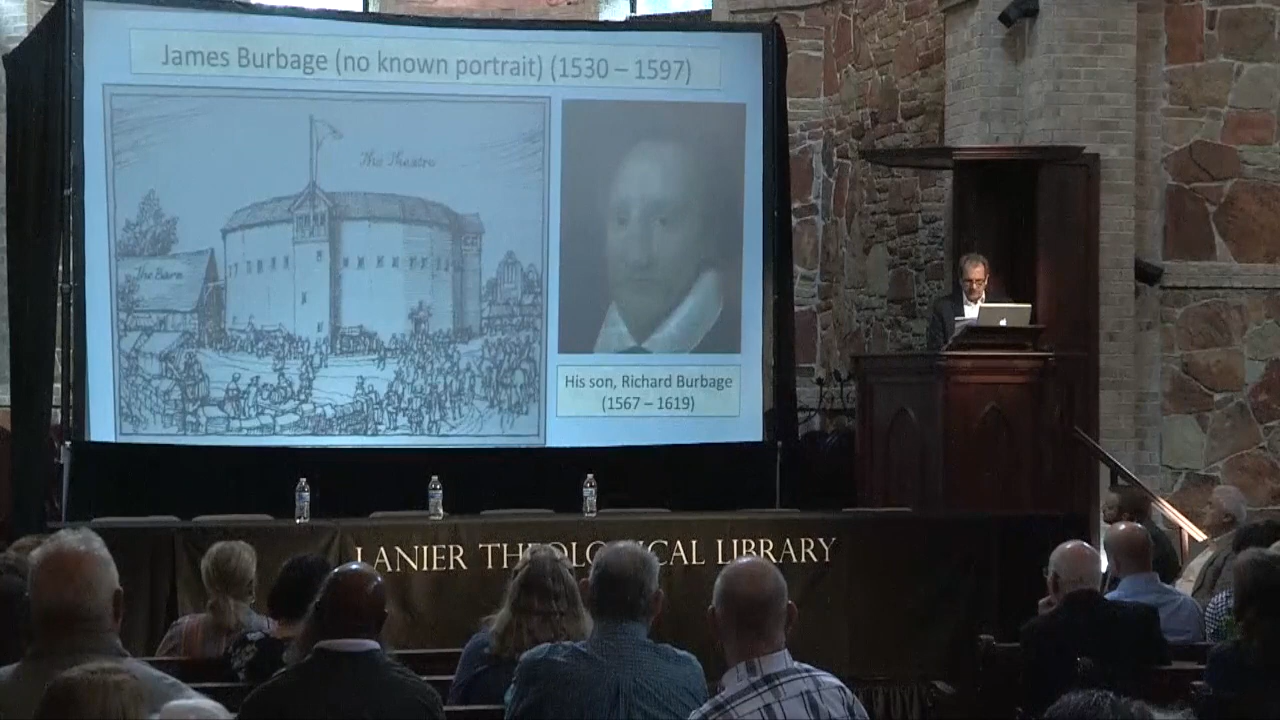 James Burbage (no known portrait) (1530 – 1597)
The Theatre
The Barn
His son, Richard Burbage
(1567 – 1619)
LANIER THEOLOGICAL LIBRARY